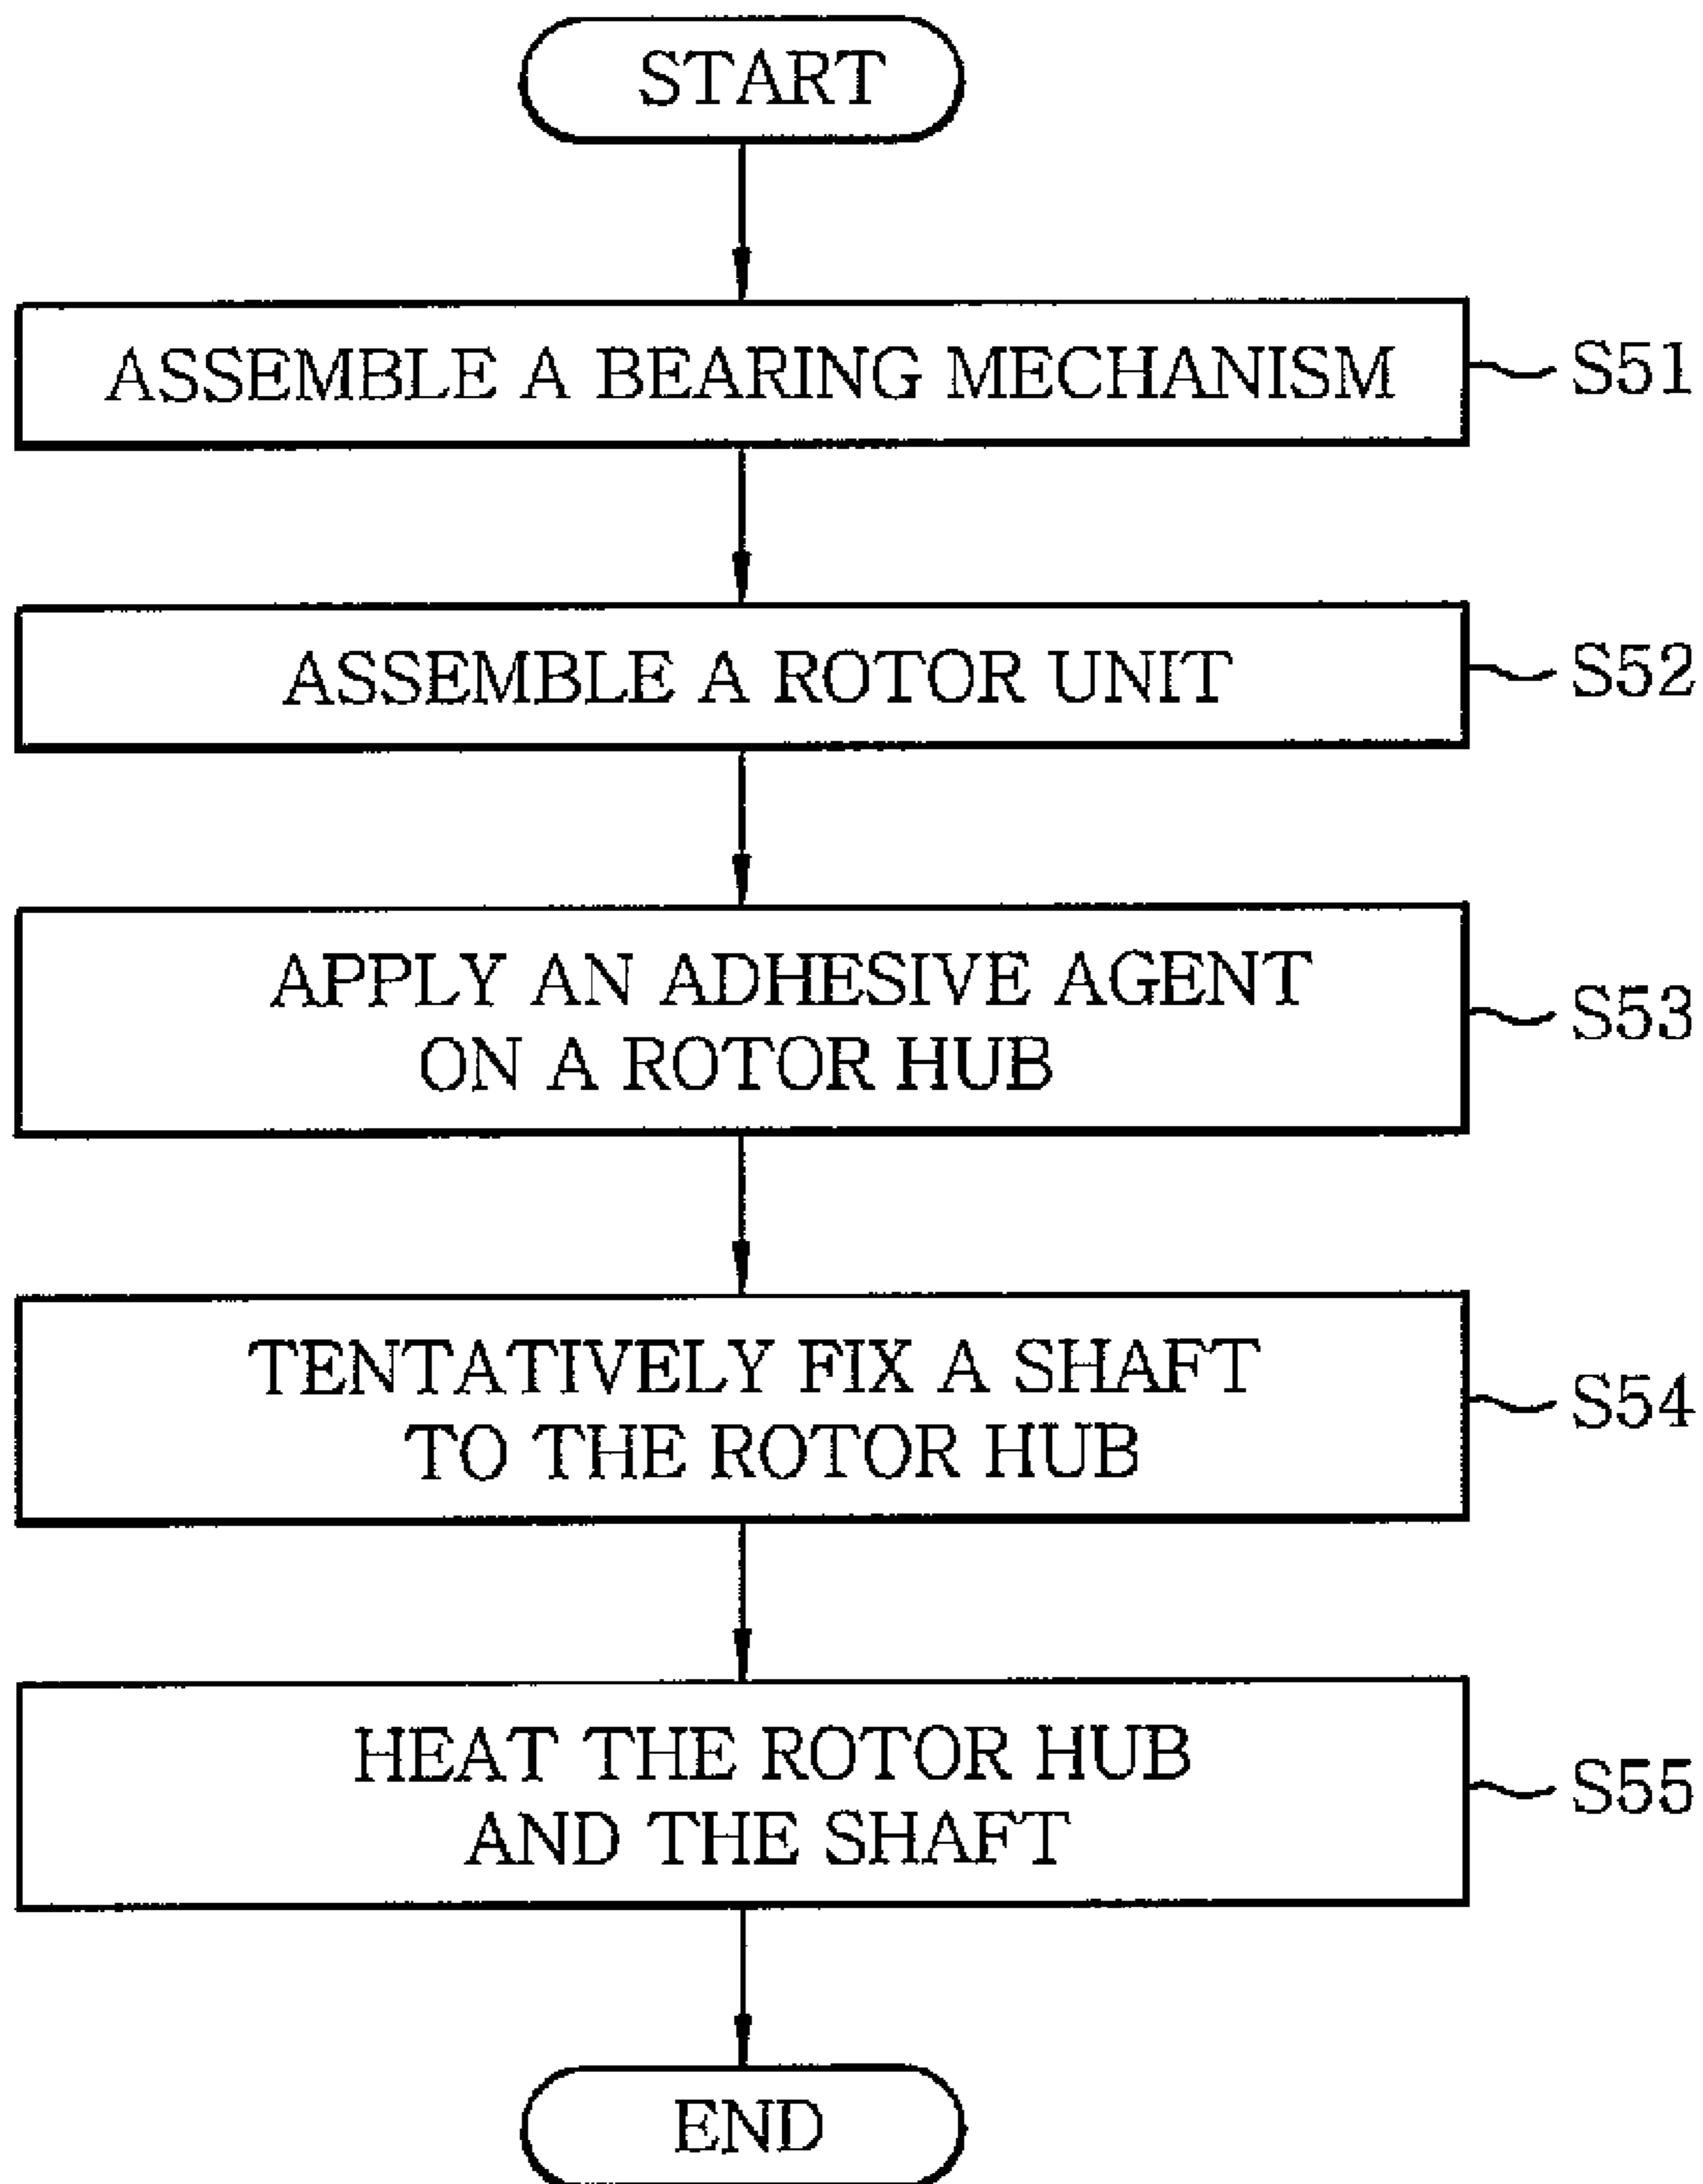 START
ASSEMBLE A BEARING MECHANISM
S51
ASSEMBLE A ROTOR UNIT
S52
APPLY AN ADHESIVE AGENT
ON A ROTOR HUB
S53
TENTATIVELY FIX A SHAFT
TO THE ROTOR HUB
S54
HEAT THE ROTOR HUB
AND THE SHAFT
S55
END